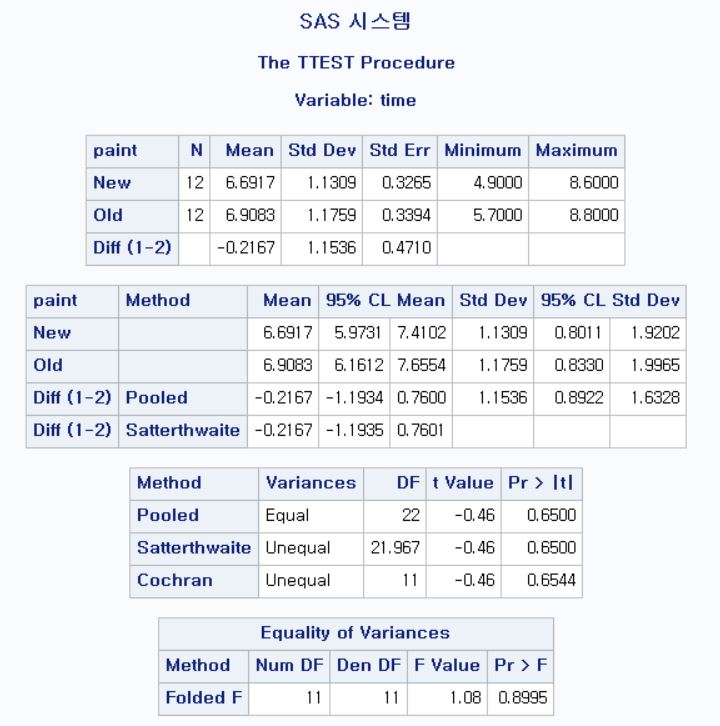 SAS 시스템
The TTEST Procedure
Variable: time
paint N Mean Std Dev Std Err Minimum Maximum
New 12 6.6917 1.1309 0.3265 4.9000 8.6000
Old 12 6.9083 1.1759 0.3394 5.7000 8.8000
Diff (1-2) -0.2167 1.1536 0.4710
paint Method Mean 95% CL Mean Std Dev 95% CL Std Dev
New 6.6917 5.9731 7.4102 1.1309 0.8011 1.9202
Old 6.9083 6.1612 7.6554 1.1759 0.8330 1.9965
Diff (1-2) Pooled -0.2167 -1.1934 0.7600 1.1536 0.8922 1.6328
Diff (1-2) Satterthwaite -0.2167 -1.1935 0.7601
Method Variances DF t Value Pr > |t|
Pooled Equal 22 -0.46 0.6500
Satterthwaite Unequal 21.967 -0.46 0.6500
Cochran Unequal 11 -0.46 0.6544
Equality of Variances
Method Num DF Den DF F Value Pr > F
Folded F 11 11 1.08 0.8995